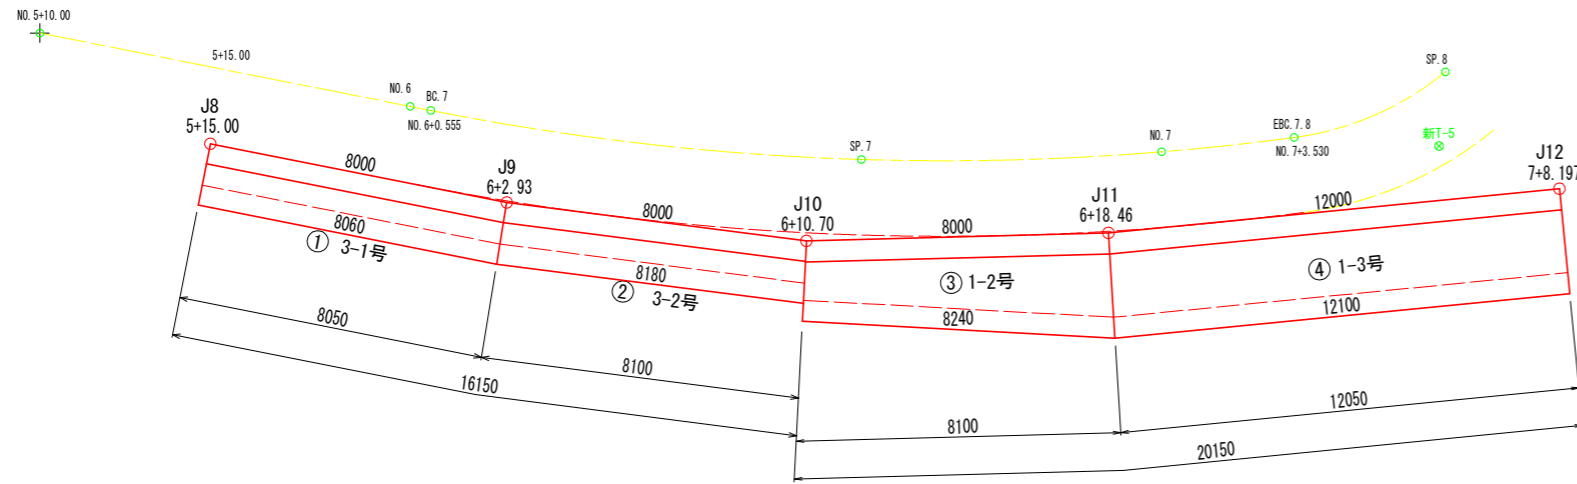 NO.5+10.00
5+15.00
NO.6
BC.7
NO.6+0.555
SP.7
NO.7
EBC.7.8
NO.7+3.530
SP.8
新T-5
J8
5+15.00
J9
6+2.93
J10
6+10.70
J11
6+18.46
J12
7+8.197
8000
8000
8000
12000
8060
① 3-1号
8180
② 3-2号
③ 1-2号
8240
④ 1-3号
12100
8050
8100
16150
8100
12050
20150